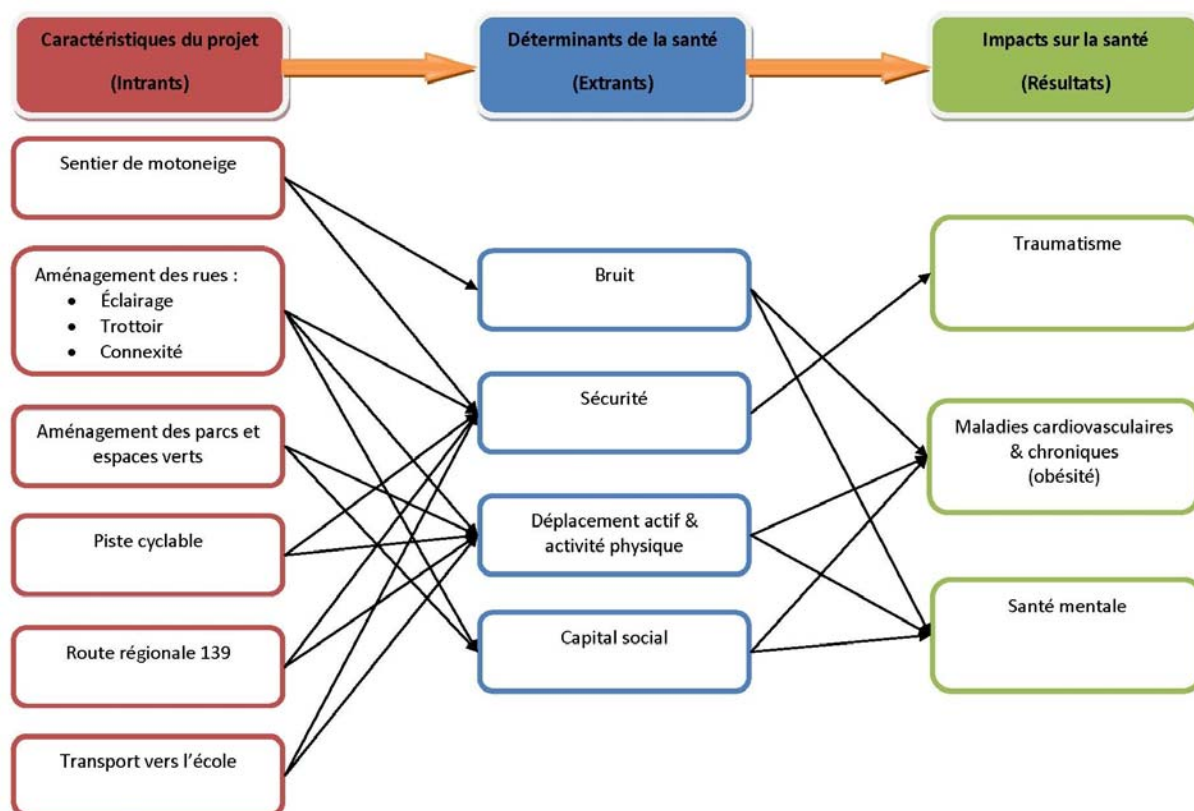 Caractéristiques du projet
(Intrants)
Déterminants de la santé
(Extrants)
Impacts sur la santé
(Résultats)
Sentier de motoneige
Aménagement des rues :
• Éclairage
• Trottoir
• Connexité
Aménagement des parcs et
espaces verts
Piste cyclable
Route régionale 139
Transport vers l'école
Bruit
Sécurité
Déplacement actif &
activité physique
Capital social
Traumatisme
Maladies cardiovasculaires
& chroniques
(obésité)
Santé mentale